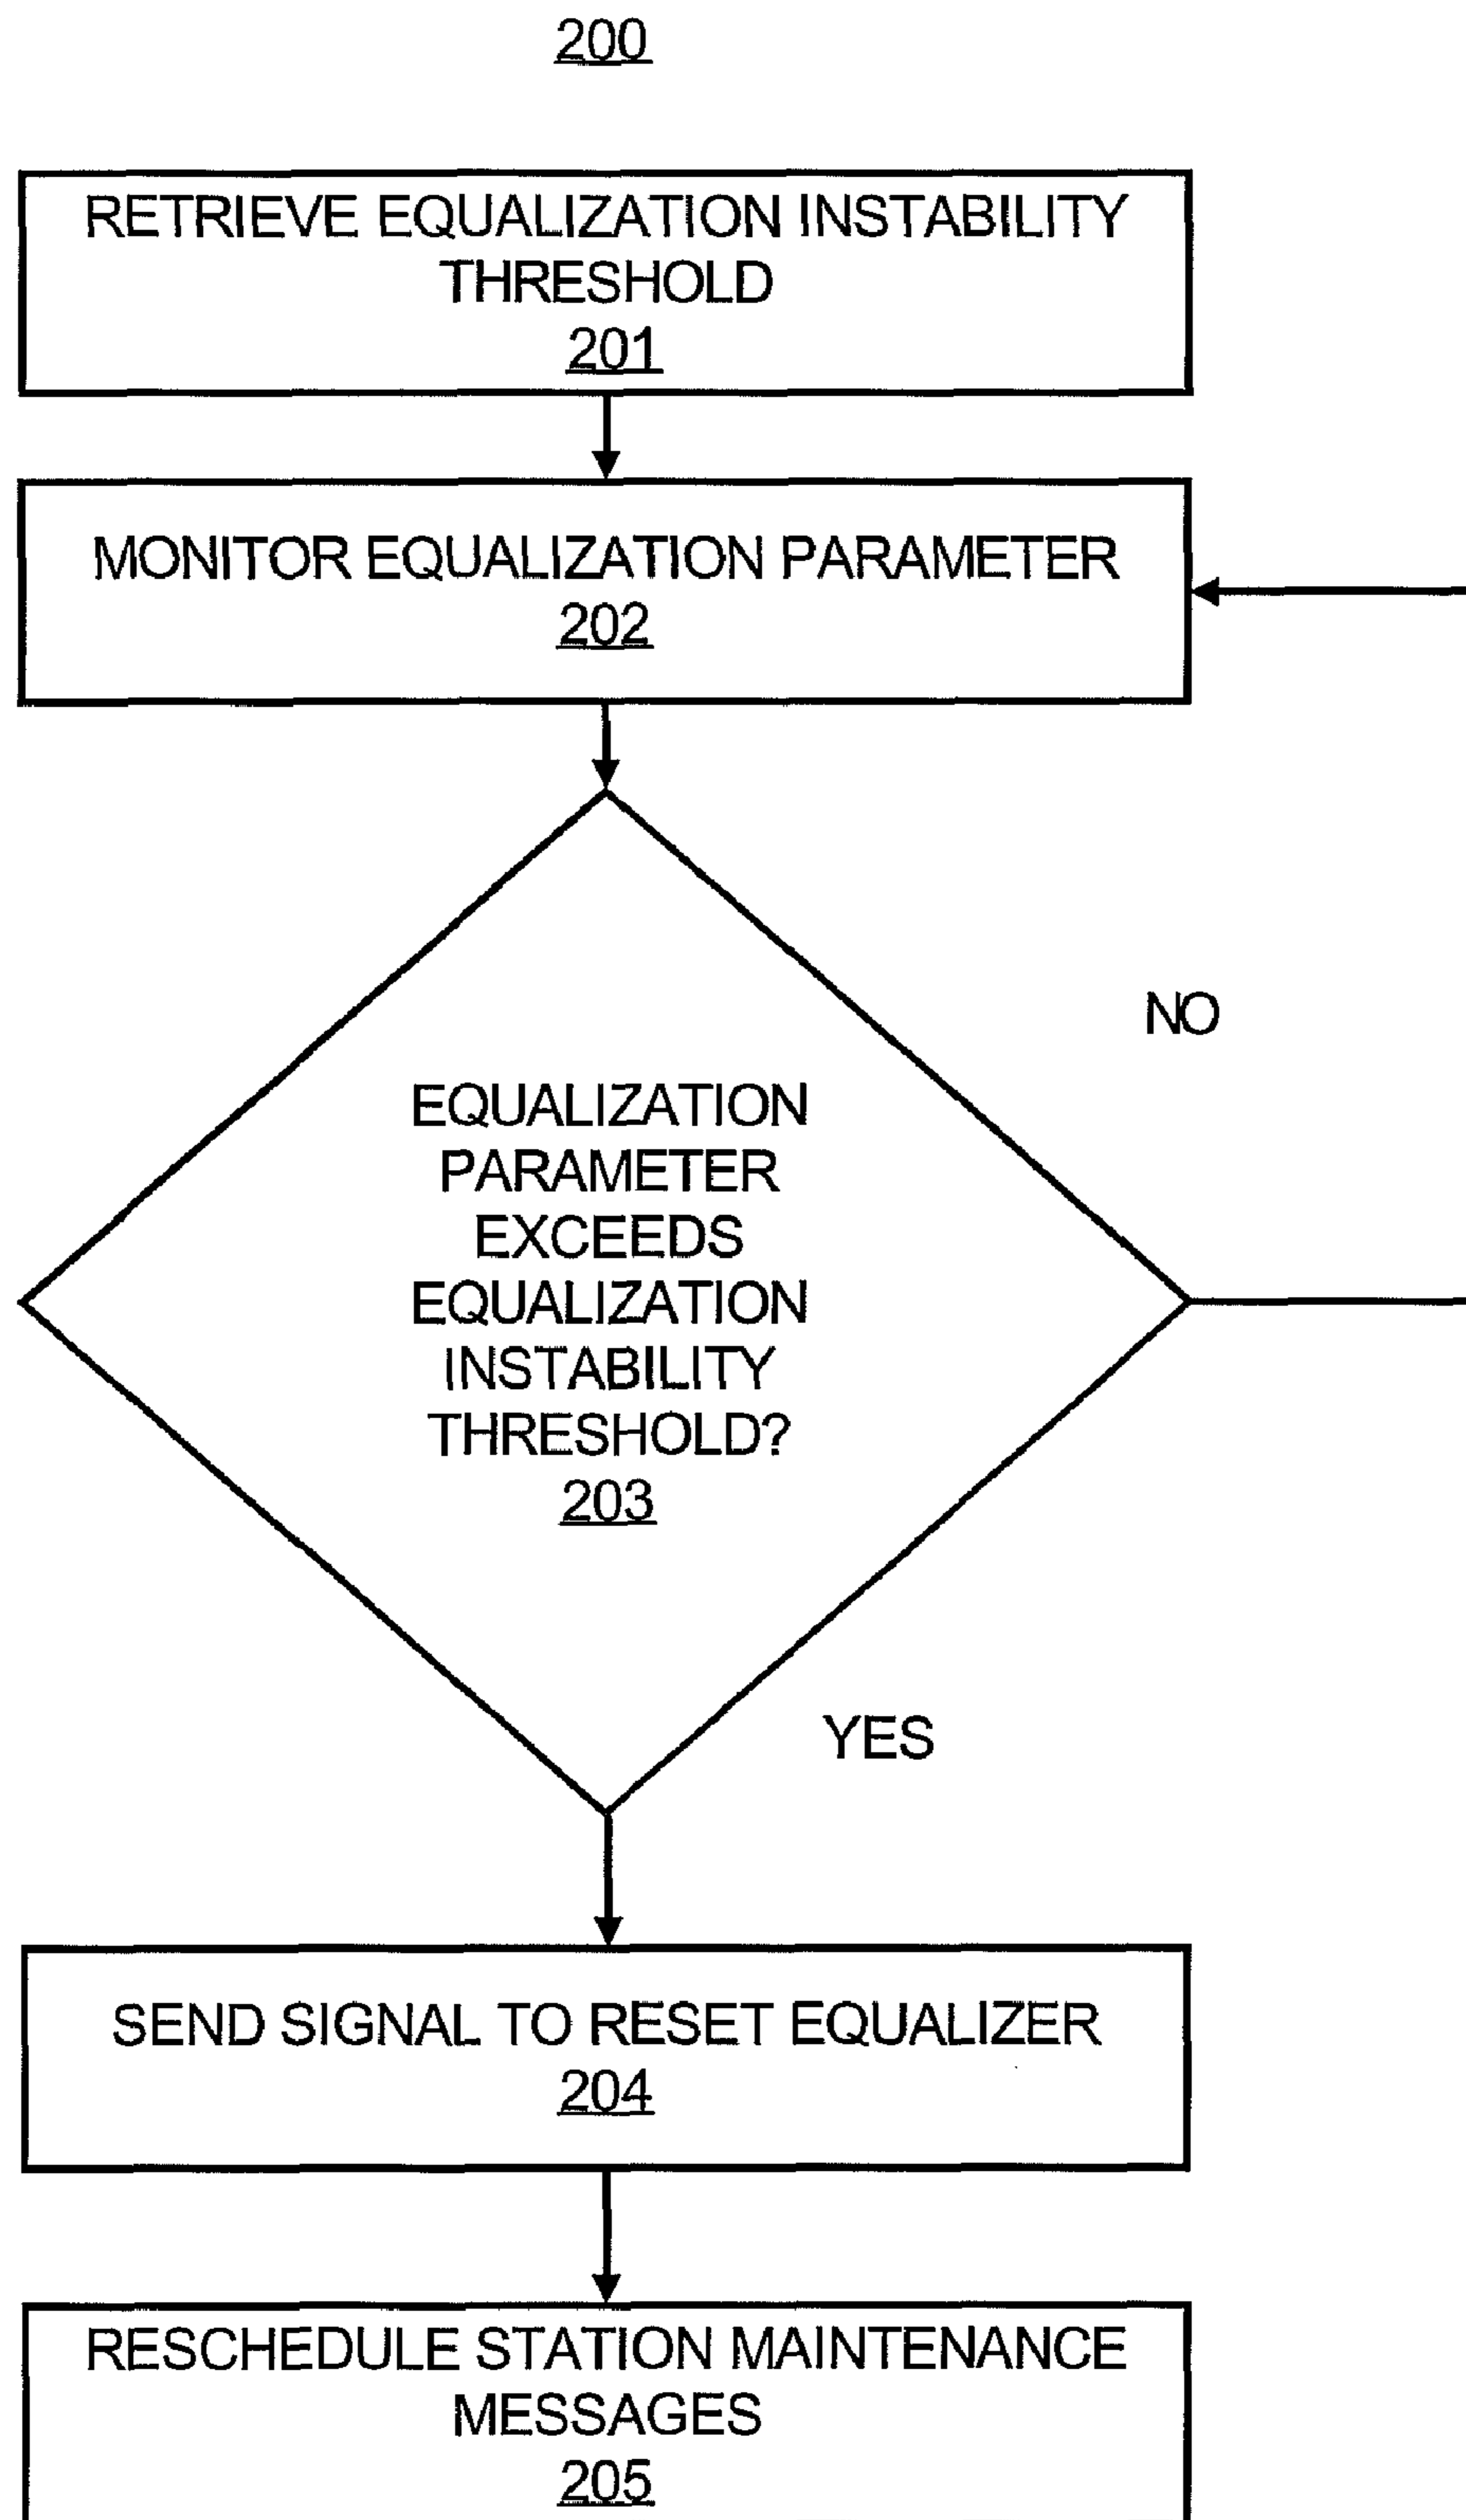 200
RETRIEVE EQUALIZATION INSTABILITY
THRESHOLD
201
MONITOR EQUALIZATION PARAMETER
202
NO
EQUALIZATION
PARAMETER
EXCEEDS
EQUALIZATION
INSTABILITY
THRESHOLD?
203
YES
SEND SIGNAL TO RESET EQUALIZER
204
RESCHEDULE STATION MAINTENANCE
MESSAGES
205